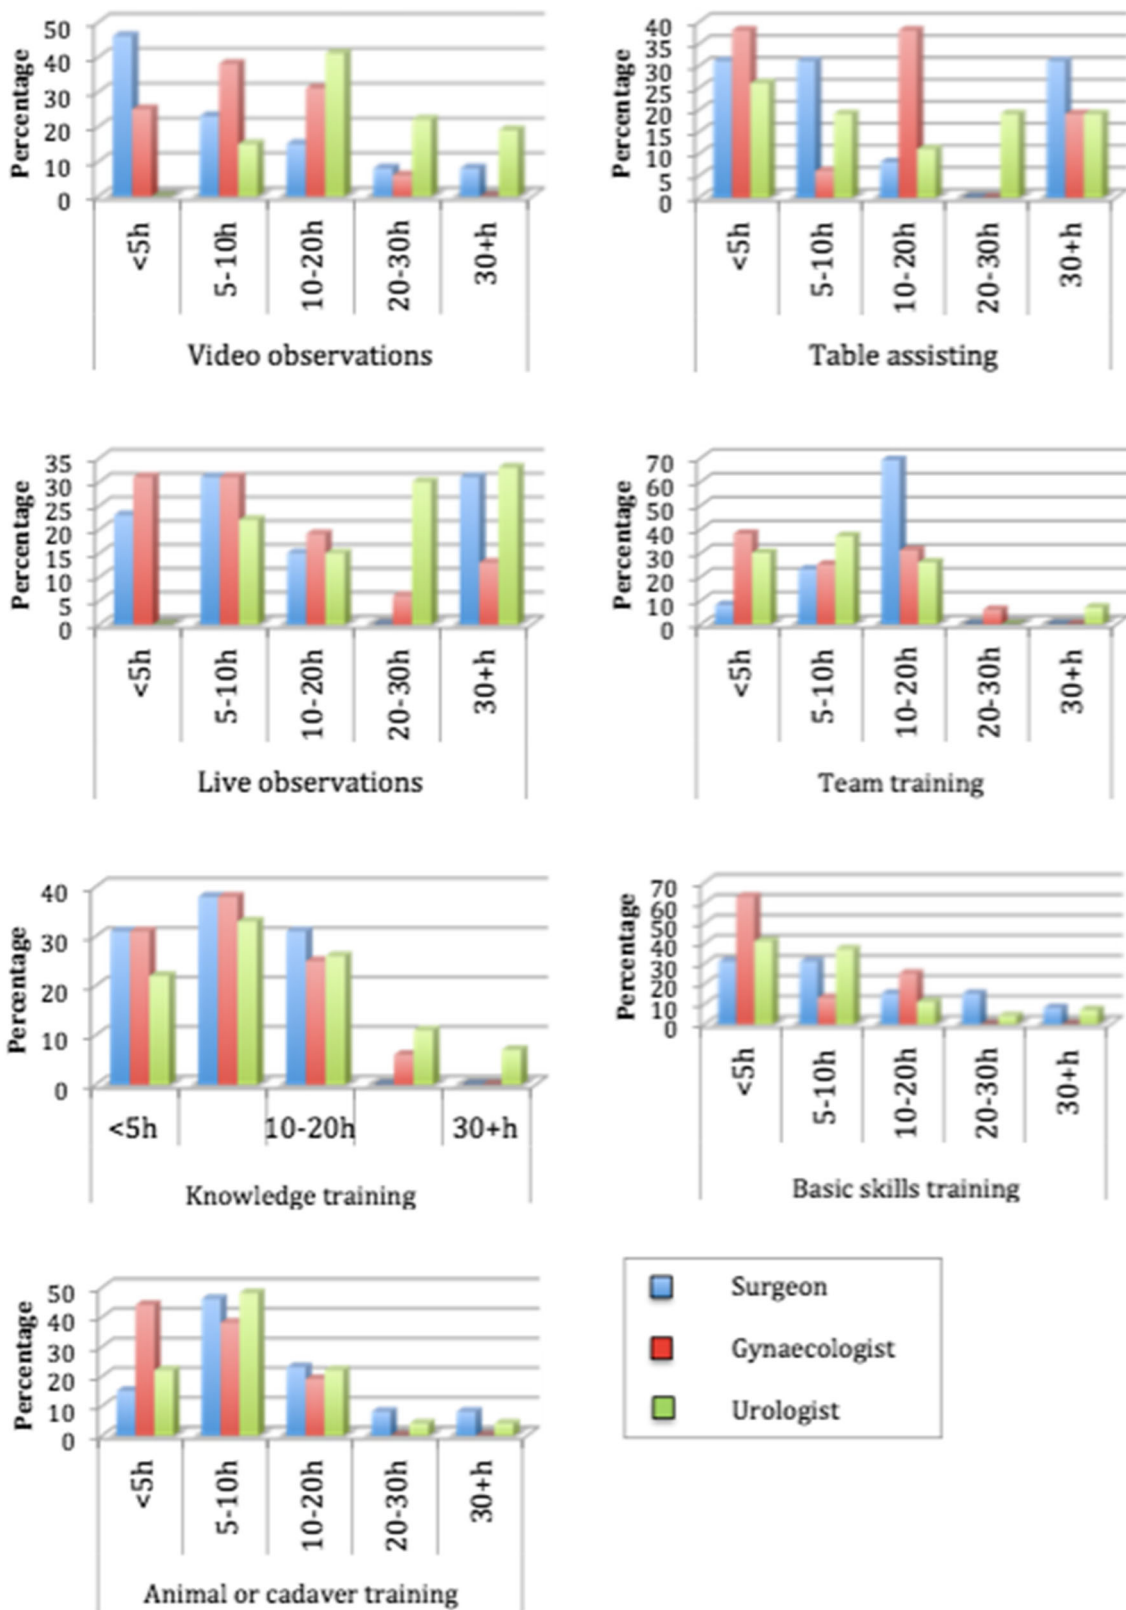 Percentage
50
40
30
20
10
0
<5h
5-10h
10-20h
20-30h
30+h
Video observations
Percentage
40
35
30
25
20
15
10
5
0
<5h
5-10h
10-20h
20-30h
30+h
Table assisting
Percentage
35
30
25
20
15
10
5
0
<5h
5-10h
10-20h
20-30h
30+h
Live observations
Percentage
70
60
50
40
30
20
10
0
<5h
5-10h
10-20h
20-30h
30+h
Team training
Percentage
40
30
20
10
0
<5h
10-20h
30+h
Knowledge training
Percentage
70
60
50
40
30
20
10
0
<5h
5-10h
10-20h
20-30h
30+h
Basic skills training
Percentage
50
40
30
20
10
0
<5h
5-10h
10-20h
20-30h
30+h
Animal or cadaver training
Surgeon
Gynaecologist
Urologist